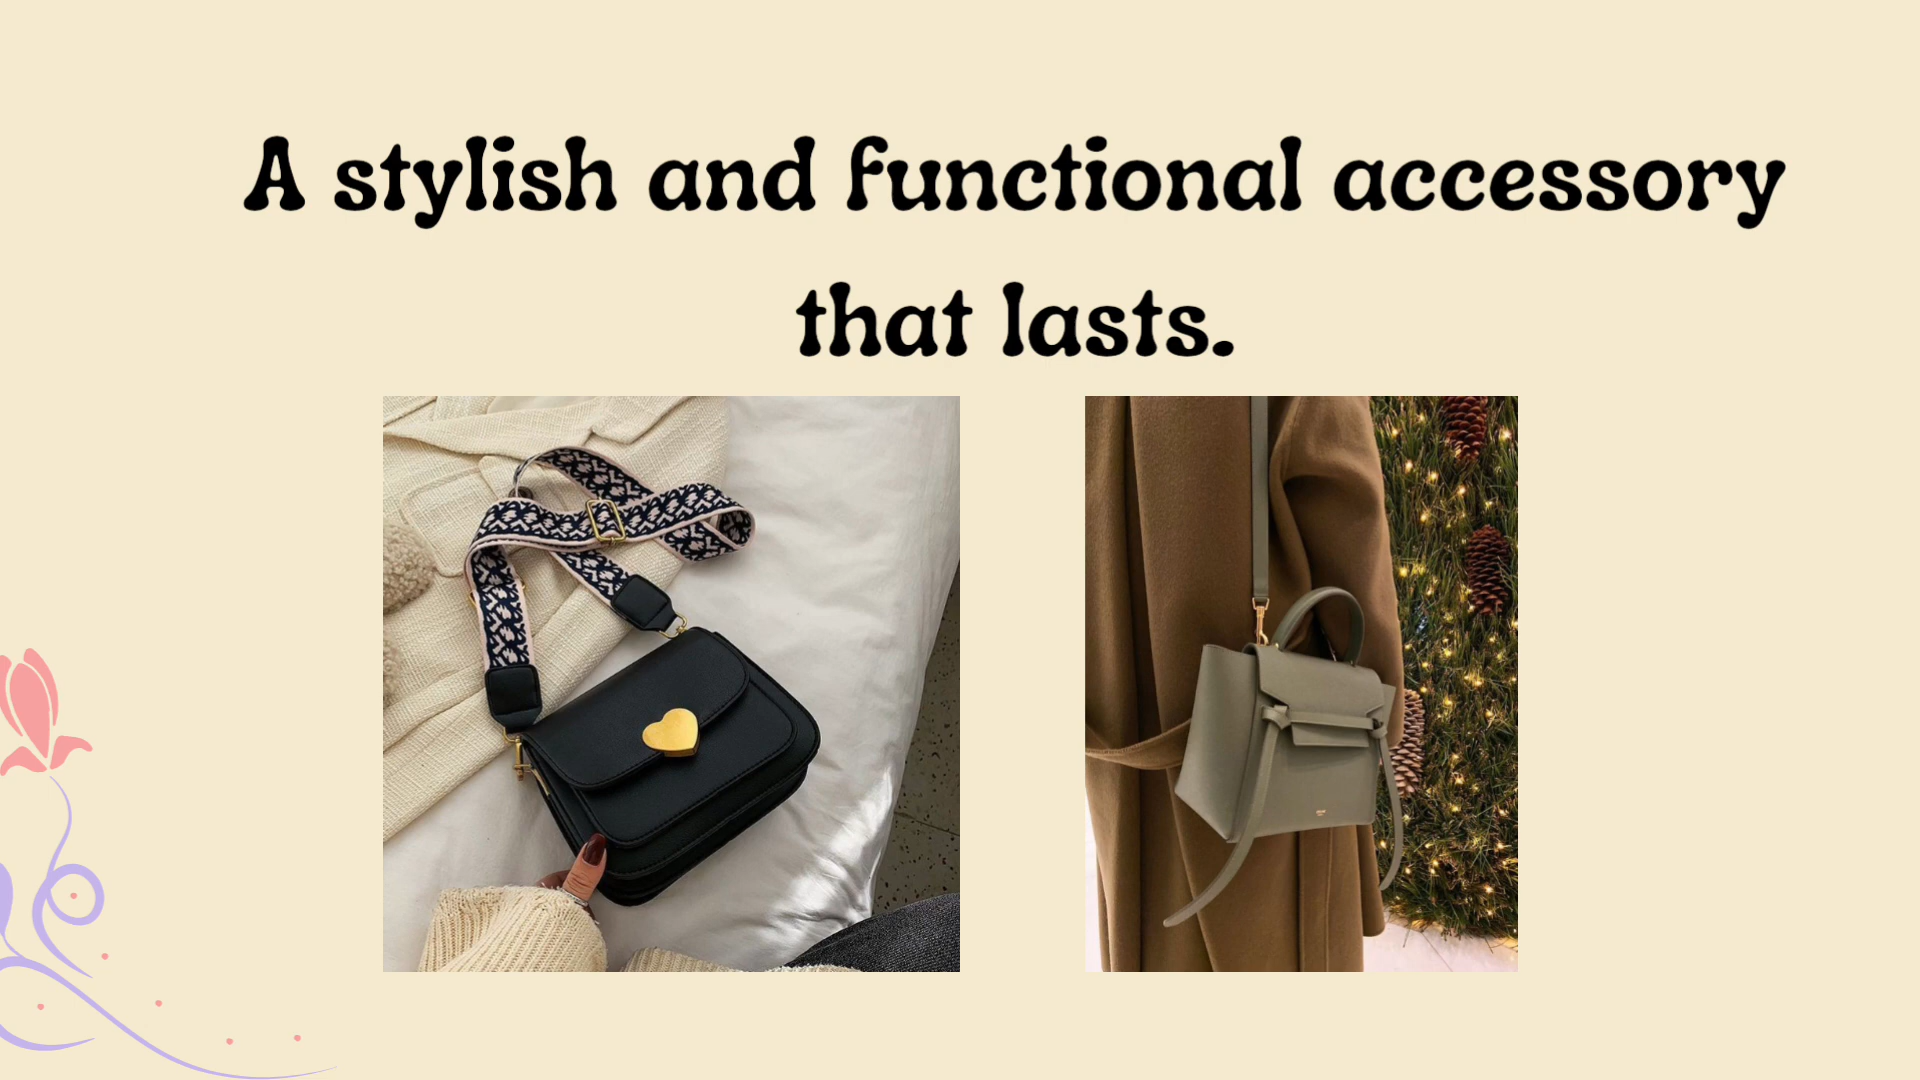 A stylish and functional accessory
that lasts.